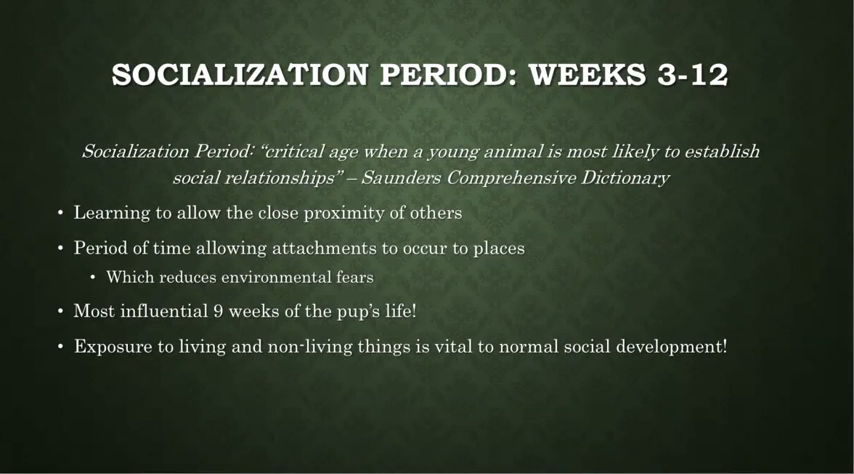 SOCIALIZATION PERIOD: WEEKS 3-12
Socialization Period: “critical age when a young animal is most likely to establish
social relationships” – Saunders Comprehensive Dictionary
• Learning to allow the close proximity of others
• Period of time allowing attachments to occur to places
• Which reduces environmental fears
• Most influential 9 weeks of the pup’s life!
• Exposure to living and non-living things is vital to normal social development!